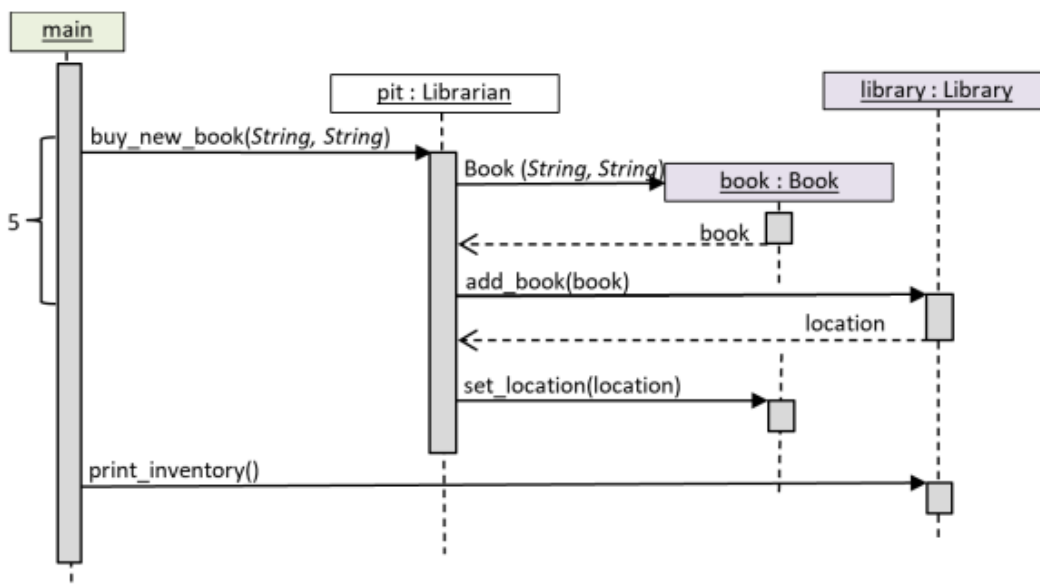 main
pit : Librarian
library : Library
buy_new_book(String, String)
Book (String, String)
book : Book
5
book
add_book(book)
location
set_location(location)
print_inventory()